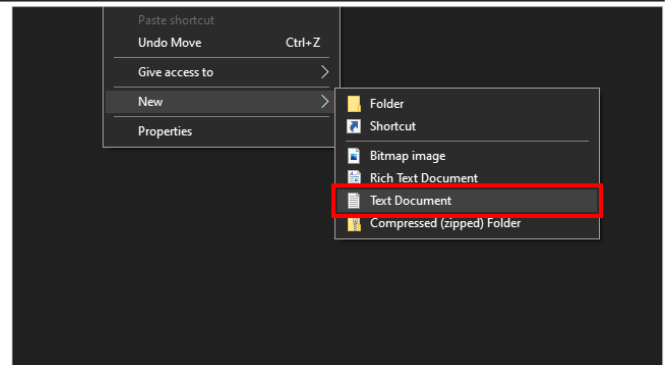 Paste shortcut
Undo Move Ctrl+Z
Give access to
New
Properties
Folder
Shortcut
Bitmap image
Rich Text Document
Text Document
Compressed (zipped) Folder